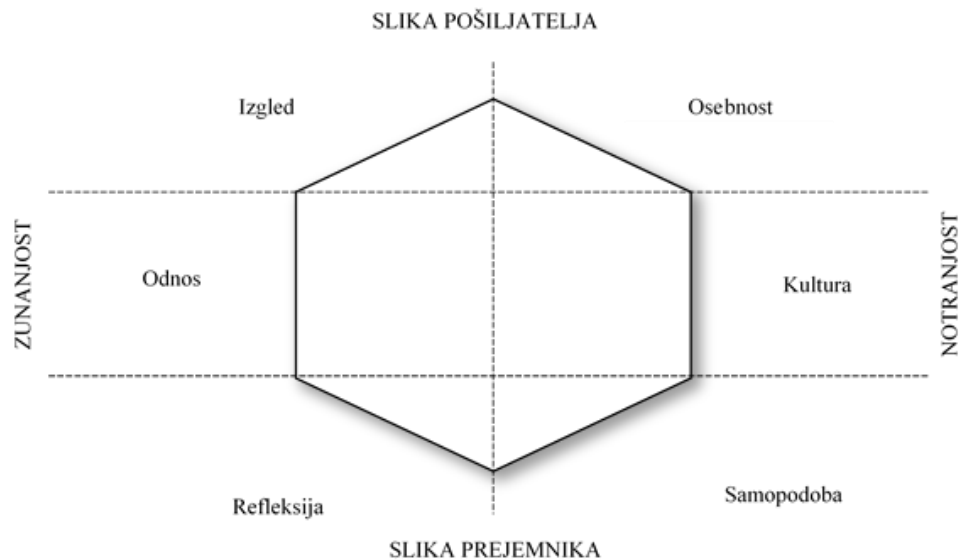 SLIKA POŠILJATELJA
Izgled
Osebnost
ZUNANJOST
Odnos
Kultura
NOTRANJOST
Refleksija
Samopodoba
SLIKA PREJEMNIKA